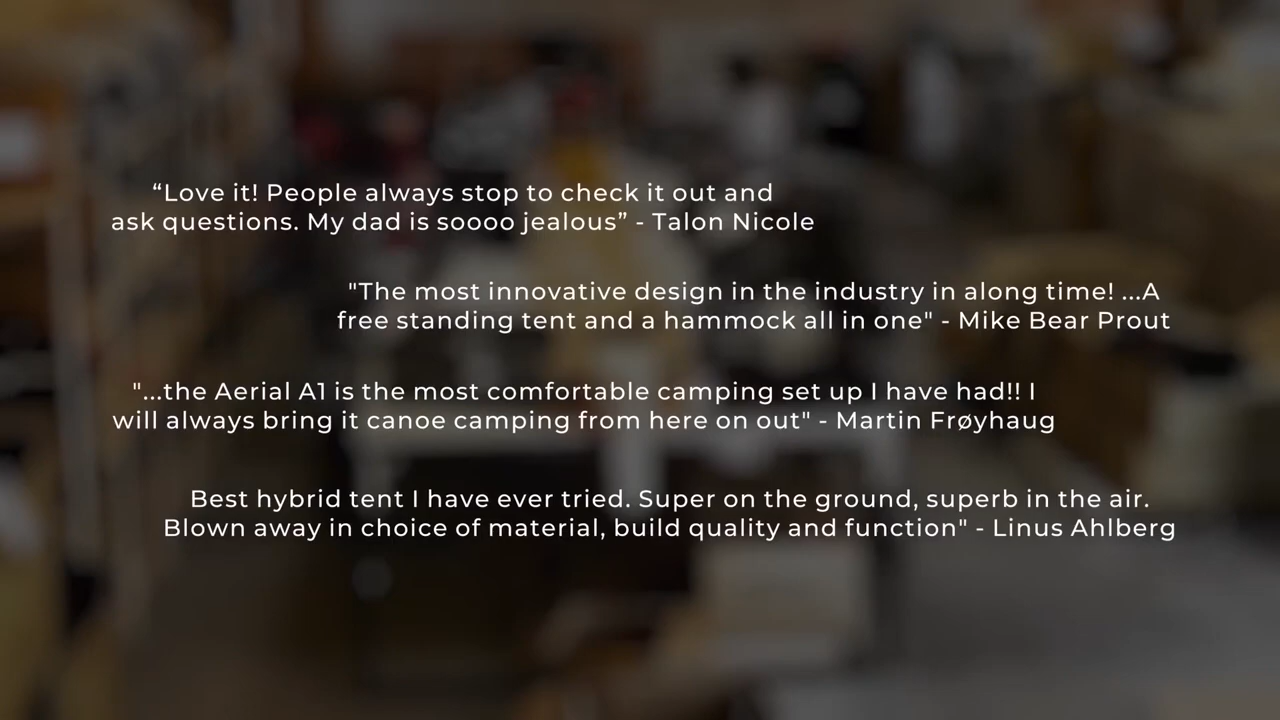 “Love it! People always stop to check it out and
ask questions. My dad is soooo jealous” - Talon Nicole
"The most innovative design in the industry in along time! ...A
free standing tent and a hammock all in one" - Mike Bear Prout
"...the Aerial A1 is the most comfortable camping set up I have had!! I
will always bring it canoe camping from here on out" - Martin Frøyhaug
Best hybrid tent I have ever tried. Super on the ground, superb in the air.
Blown away in choice of material, build quality and function" - Linus Ahlberg